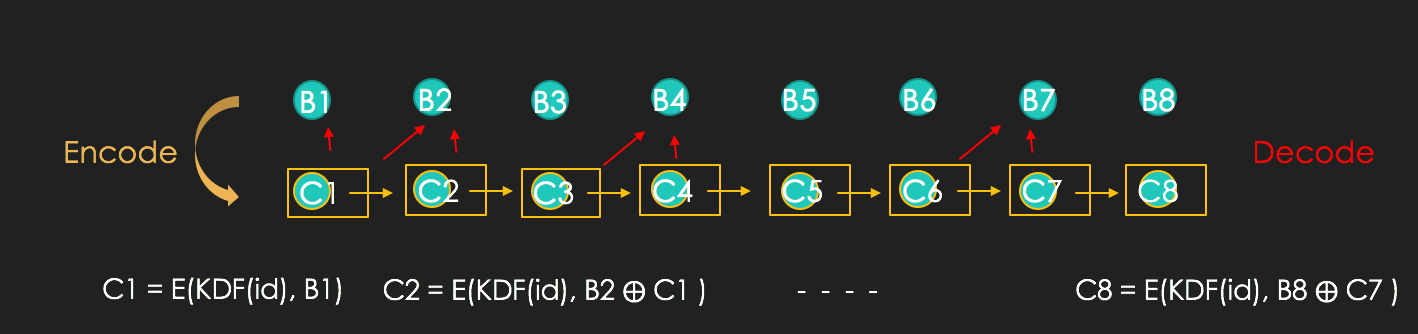 B1 B2 B3 B4 B5 B6 B7 B8
Encode
Decode
C1 C2 C3 C4 C5 C6 C7 C8
C1 = E(KDF(id), B1) C2 = E(KDF(id), B2 ⊕ C1 ) - - - - C8 = E(KDF(id), B8 ⊕ C7 )